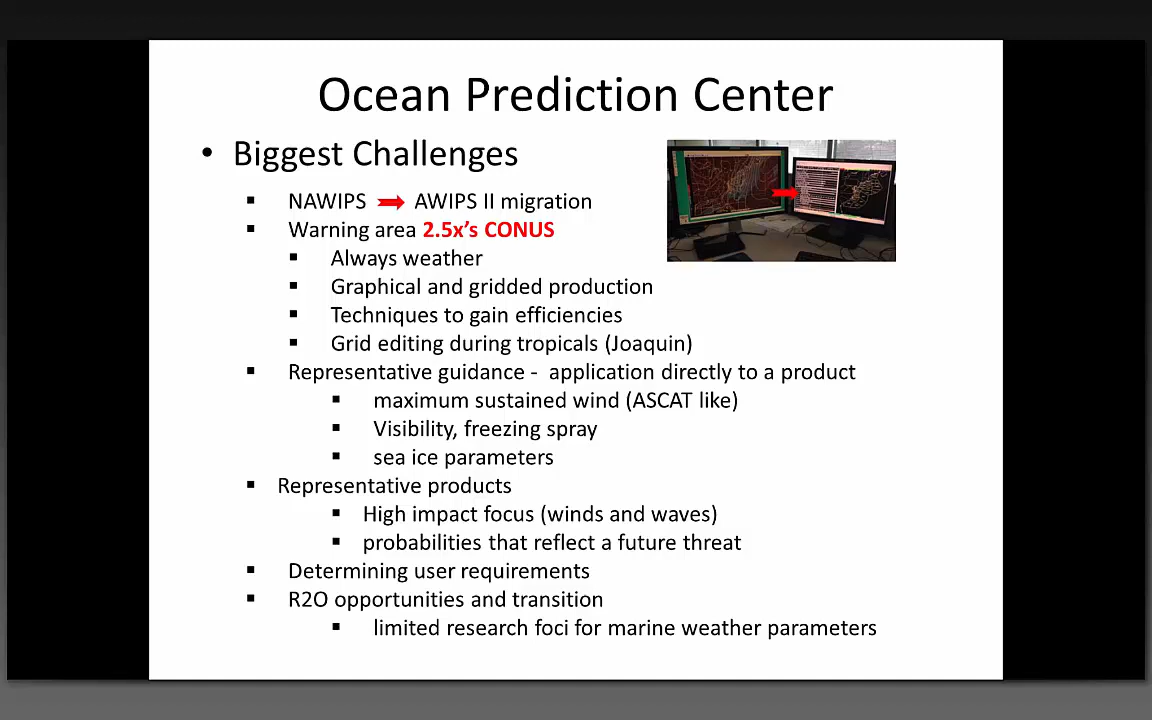 Ocean Prediction Center
• Biggest Challenges
▪ NAWIPS ➡ AWIPS II migration
▪ Warning area 2.5x's CONUS
▪ Always weather
▪ Graphical and gridded production
▪ Techniques to gain efficiencies
▪ Grid editing during tropicals (Joaquin)
▪ Representative guidance - application directly to a product
▪ maximum sustained wind (ASCAT like)
▪ Visibility, freezing spray
▪ sea ice parameters
▪ Representative products
▪ High impact focus (winds and waves)
▪ probabilities that reflect a future threat
▪ Determining user requirements
▪ R2O opportunities and transition
▪ limited research foci for marine weather parameters